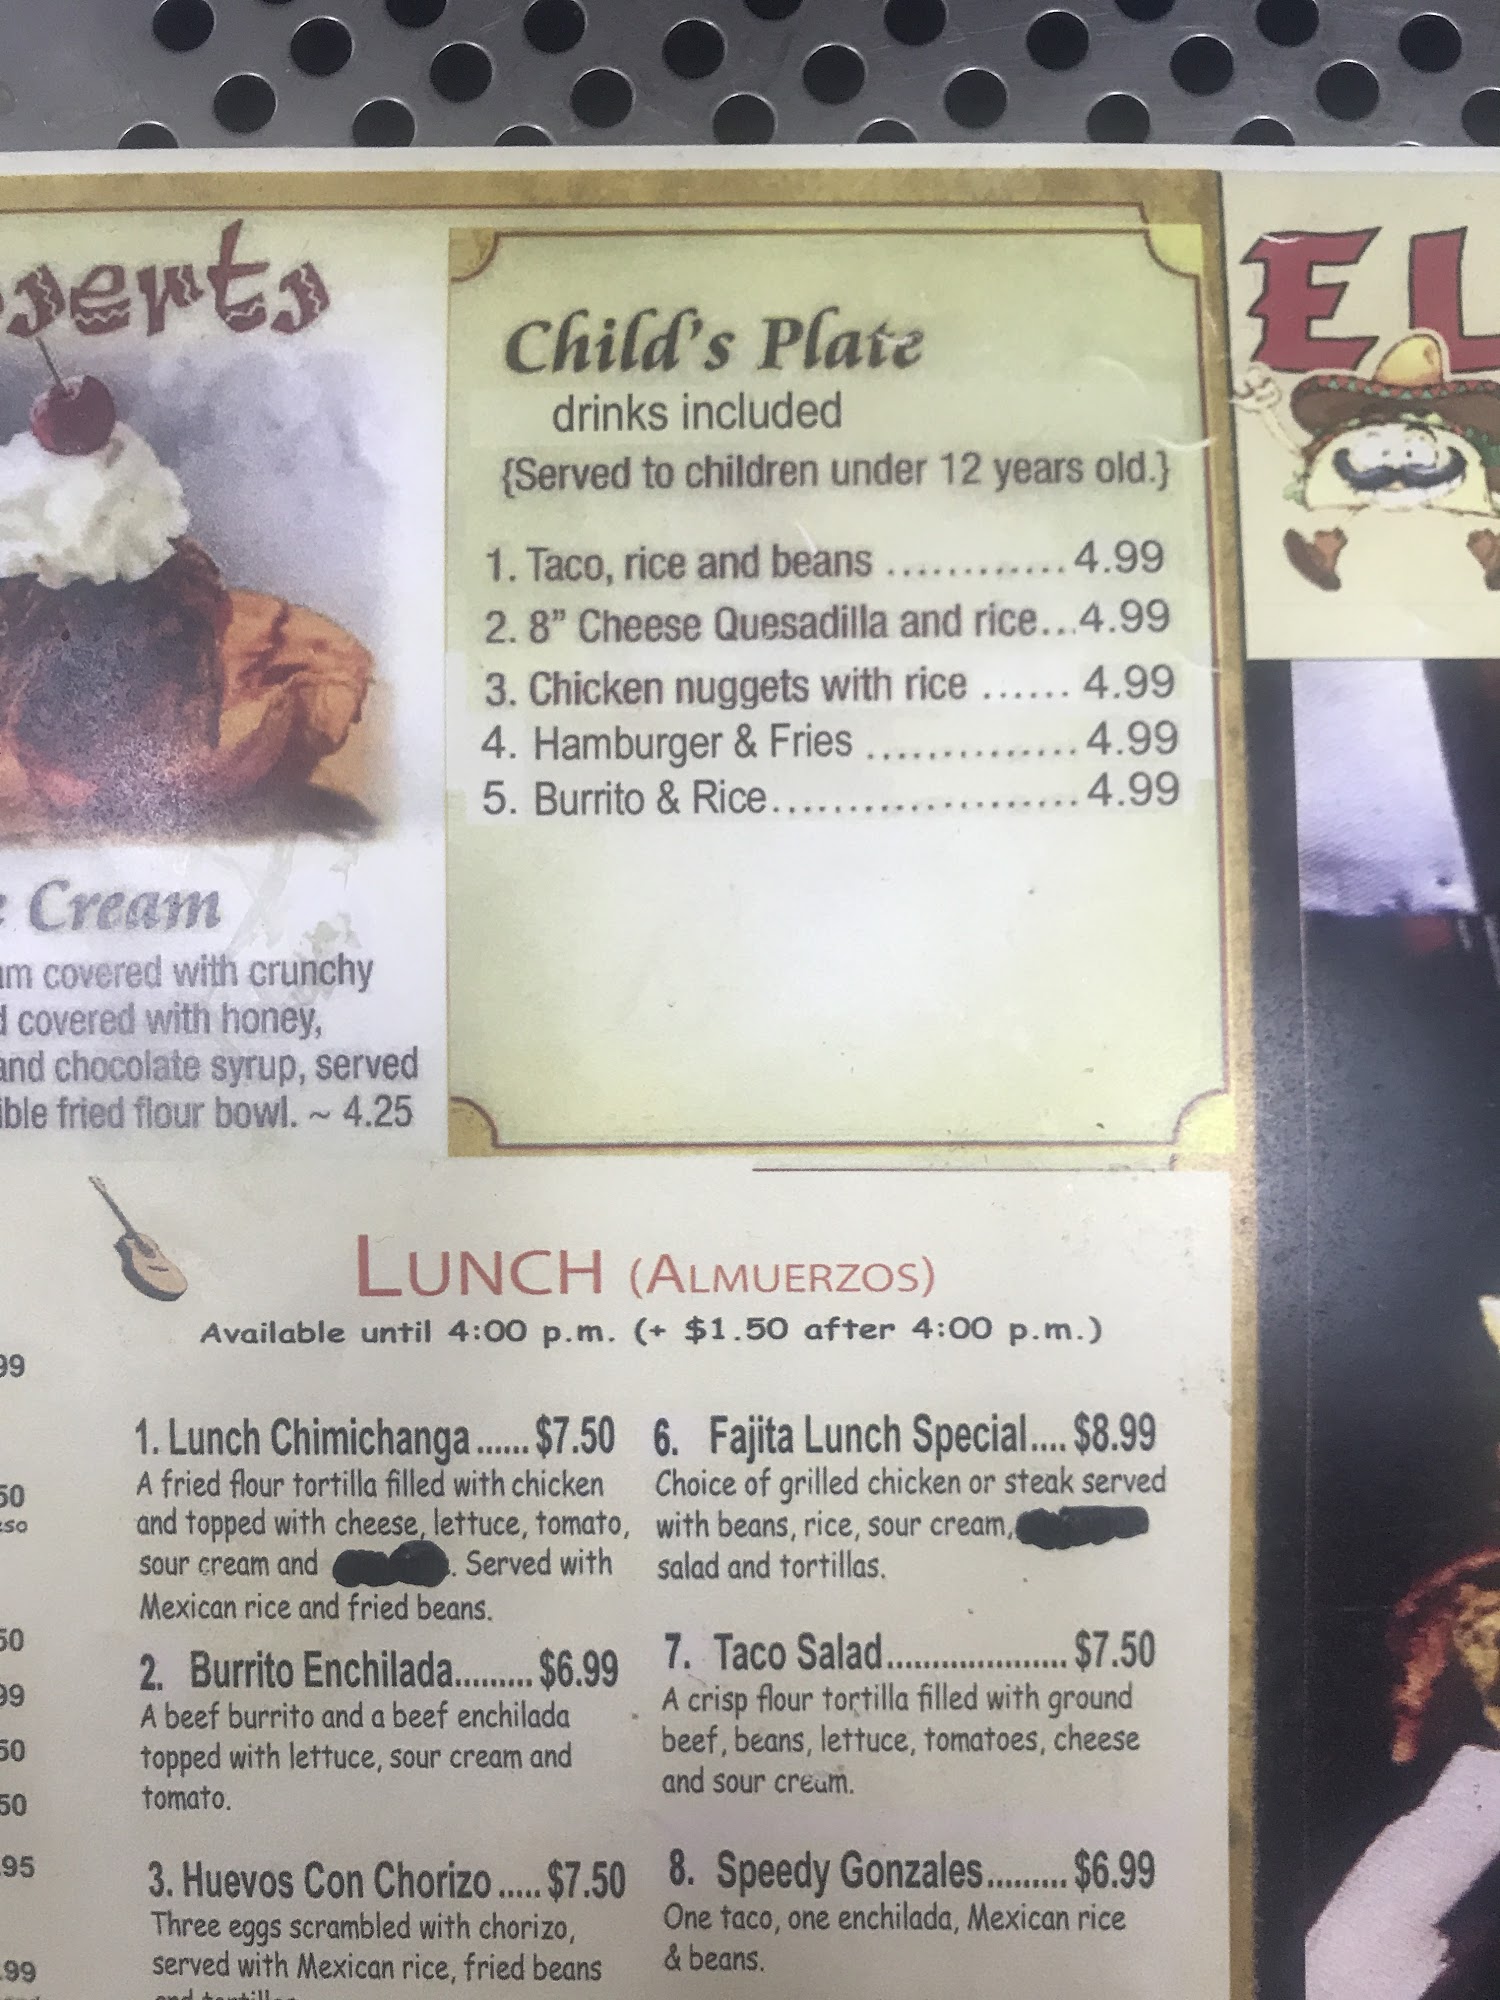 Child's Plate
drinks included
{Served to children under 12 years old.}
1. Taco, rice and beans ............ 4.99
2. 8” Cheese Quesadilla and rice... 4.99
3. Chicken nuggets with rice ...... 4.99
4. Hamburger & Fries .............. 4.99
5. Burrito & Rice..................... 4.99
EL
Cream
covered with crunchy
covered with honey,
and chocolate syrup, served
fried flour bowl. ~ 4.25
LUNCH (ALMUERZOS)
Available until 4:00 p.m. (+ $1.50 after 4:00 p.m.)
1. Lunch Chimichanga ...... $7.50
A fried flour tortilla filled with chicken
and topped with cheese, lettuce, tomato,
sour cream and . Served with
Mexican rice and fried beans.
2. Burrito Enchilada......... $6.99
A beef burrito and a beef enchilada
topped with lettuce, sour cream and
tomato.
3. Huevos Con Chorizo ..... $7.50
Three eggs scrambled with chorizo,
served with Mexican rice, fried beans
6. Fajita Lunch Special.... $8.99
Choice of grilled chicken or steak served
with beans, rice, sour cream,
salad and tortillas.
7. Taco Salad.................... $7.50
A crisp flour tortilla filled with ground
beef, beans, lettuce, tomatoes, cheese
and sour cream.
8. Speedy Gonzales......... $6.99
One taco, one enchilada, Mexican rice
& beans.